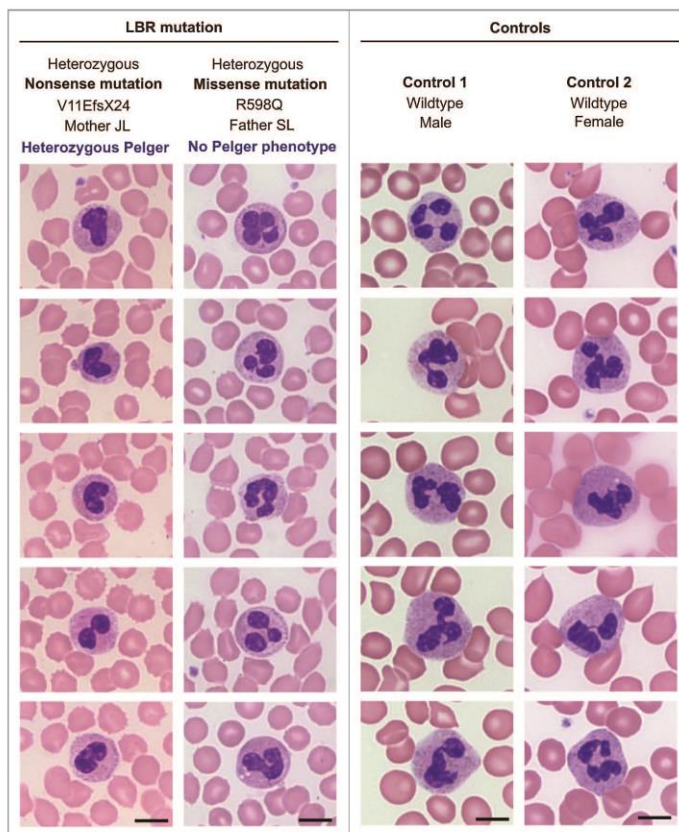 LBR mutation
Controls
Heterozygous
Nonsense mutation
V11EfsX24
Mother JL
Heterozygous Pelger
Heterozygous
Missense mutation
R598Q
Father SL
No Pelger phenotype
Control 1
Wildtype
Male
Control 2
Wildtype
Female